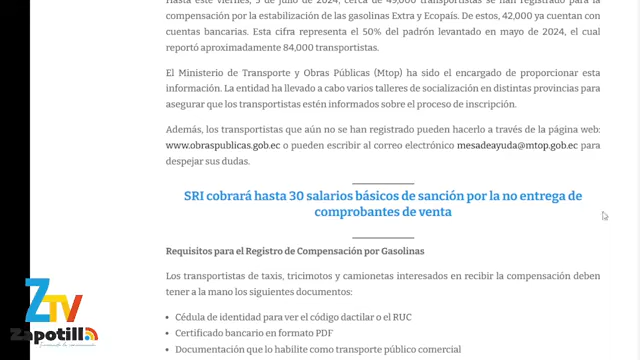 Hasta este viernes, 5 de julio de 2024, cerca de 49,000 transportistas se han registrado para la
compensación por la estabilización de las gasolinas Extra y Ecopaís. De estos, 42,000 ya cuentan con
cuentas bancarias. Esta cifra representa el 50% del padrón levantado en mayo de 2024, el cual
reportó aproximadamente 84,000 transportistas.
El Ministerio de Transporte y Obras Públicas (Mtop) ha sido el encargado de proporcionar esta
información. La entidad ha llevado a cabo varios talleres de socialización en distintas provincias para
asegurar que los transportistas estén informados sobre el proceso de inscripción.
Además, los transportistas que aún no se han registrado pueden hacerlo a través de la página web:
www.obraspublicas.gob.ec o pueden escribir al correo electrónico mesadeayuda@mtop.gob.ec para
despejar sus dudas.
SRI cobrará hasta 30 salarios básicos de sanción por la no entrega de
comprobantes de venta
Requisitos para el Registro de Compensación por Gasolinas
Los transportistas de taxis, tricimotos y camionetas interesados en recibir la compensación deben
tener a la mano los siguientes documentos:
• Cédula de identidad para ver el código dactilar o el RUC
• Certificado bancario en formato PDF
• Documentación que lo habilite como transporte público comercial
ZTV
Zapotillo